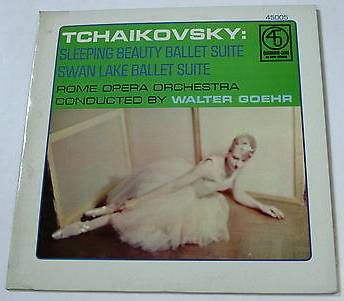 45005
TCHAIKOVSKY:
SLEEPING BEAUTY BALLET SUITE
SWAN LAKE BALLET SUITE
ROME OPERA ORCHESTRA
CONDUCTED BY WALTER GOEHR